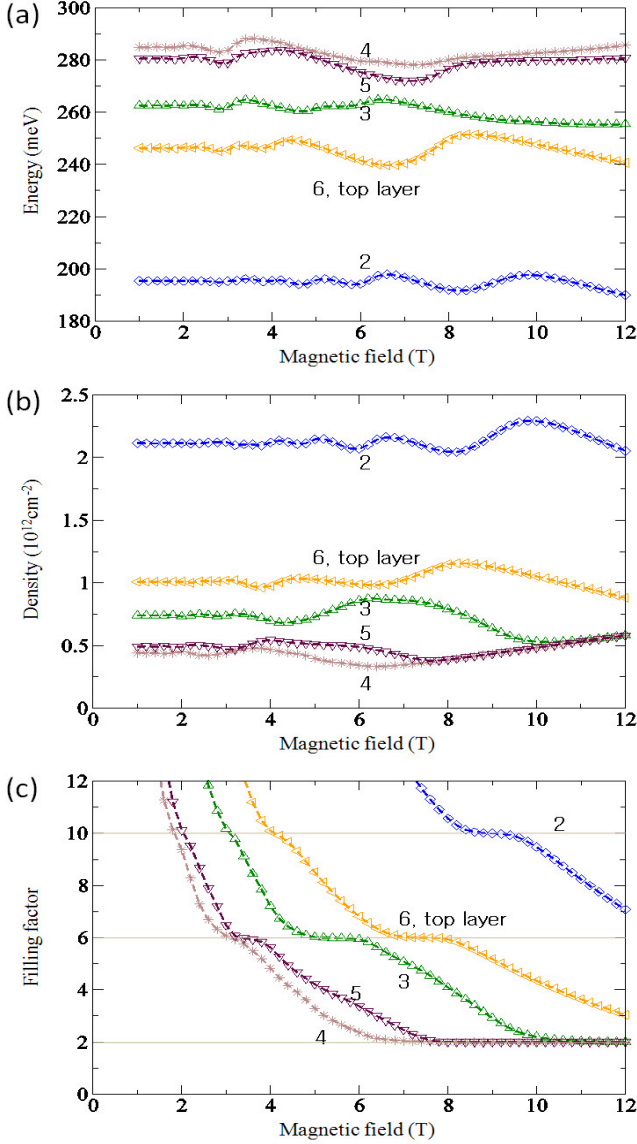 (a)
300
280
260
240
220
200
180
Energy (meV)
4
5
3
6, top layer
2
0 2 4 6 8 10 12
Magnetic field (T)
(b)
2.5
2
1.5
1
0.5
0
Density (10¹²cm⁻²)
2
6, top layer
3
5
4
0 2 4 6 8 10 12
Magnetic field (T)
(c)
12
10
8
6
4
2
0
Filling factor
2
6, top layer
3
5
4
0 2 4 6 8 10 12
Magnetic field (T)